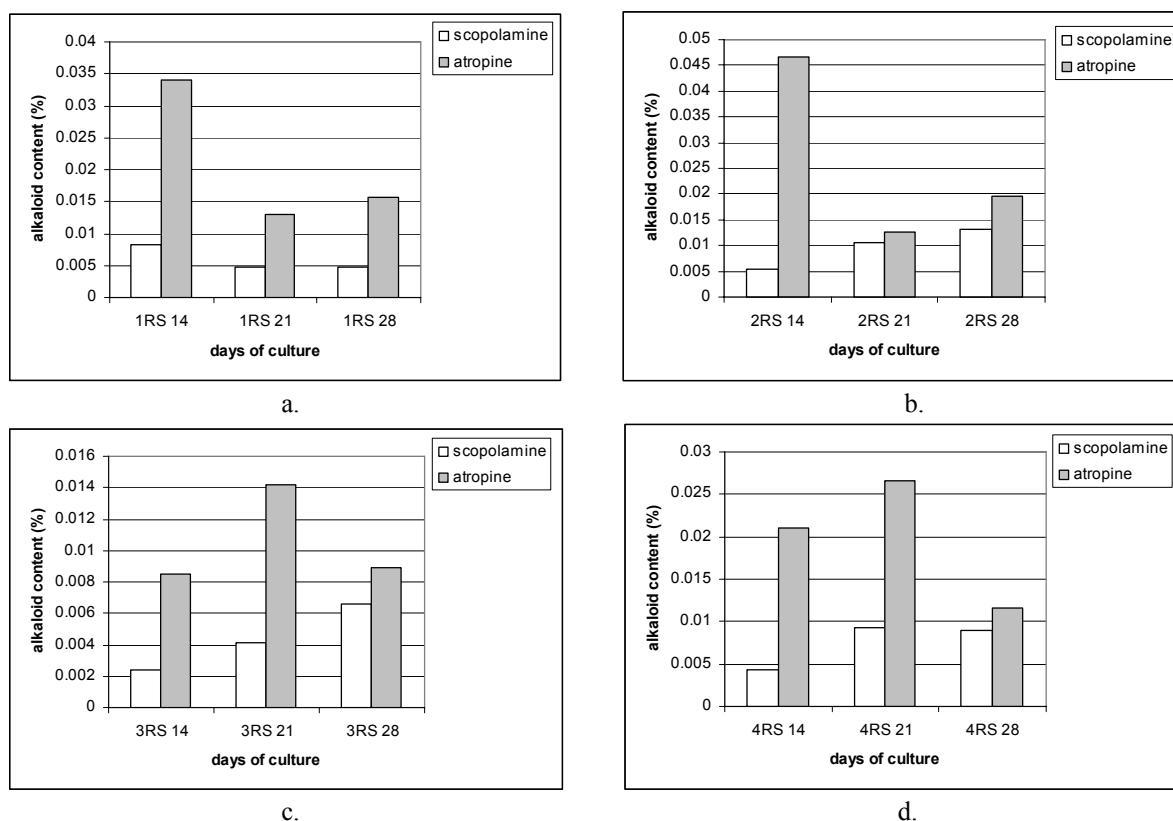 scopolamine
atropine
alkaloid content (%)
0.04
0.035
0.03
0.025
0.02
0.015
0.01
0.005
0
1RS 14 1RS 21 1RS 28
days of culture
a.
scopolamine
atropine
alkaloid content (%)
0.05
0.045
0.04
0.035
0.03
0.025
0.02
0.015
0.01
0.005
0
2RS 14 2RS 21 2RS 28
days of culture
b.
scopolamine
atropine
alkaloid content (%)
0.016
0.014
0.012
0.01
0.008
0.006
0.004
0.002
0
3RS 14 3RS 21 3RS 28
days of culture
c.
scopolamine
atropine
alkaloid content (%)
0.03
0.025
0.02
0.015
0.01
0.005
0
4RS 14 4RS 21 4RS 28
days of culture
d.